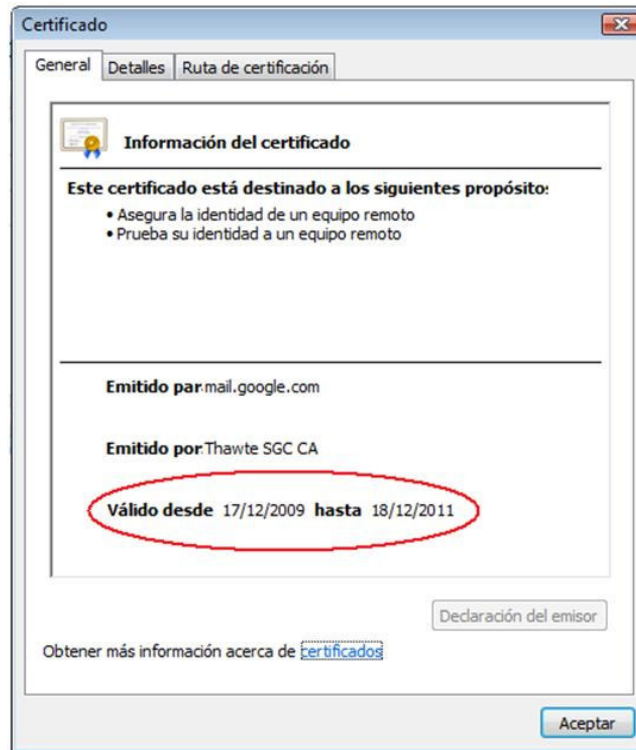 Certificado
General Detalles Ruta de certificación
Información del certificado
Este certificado está destinado a los siguientes propósitos:
• Asegura la identidad de un equipo remoto
• Prueba su identidad a un equipo remoto
Emitido par mail.google.com
Emitido por Thawte SGC CA
Válido desde 17/12/2009 hasta 18/12/2011
Declaración del emisor
Obtener más información acerca de certificados
Aceptar